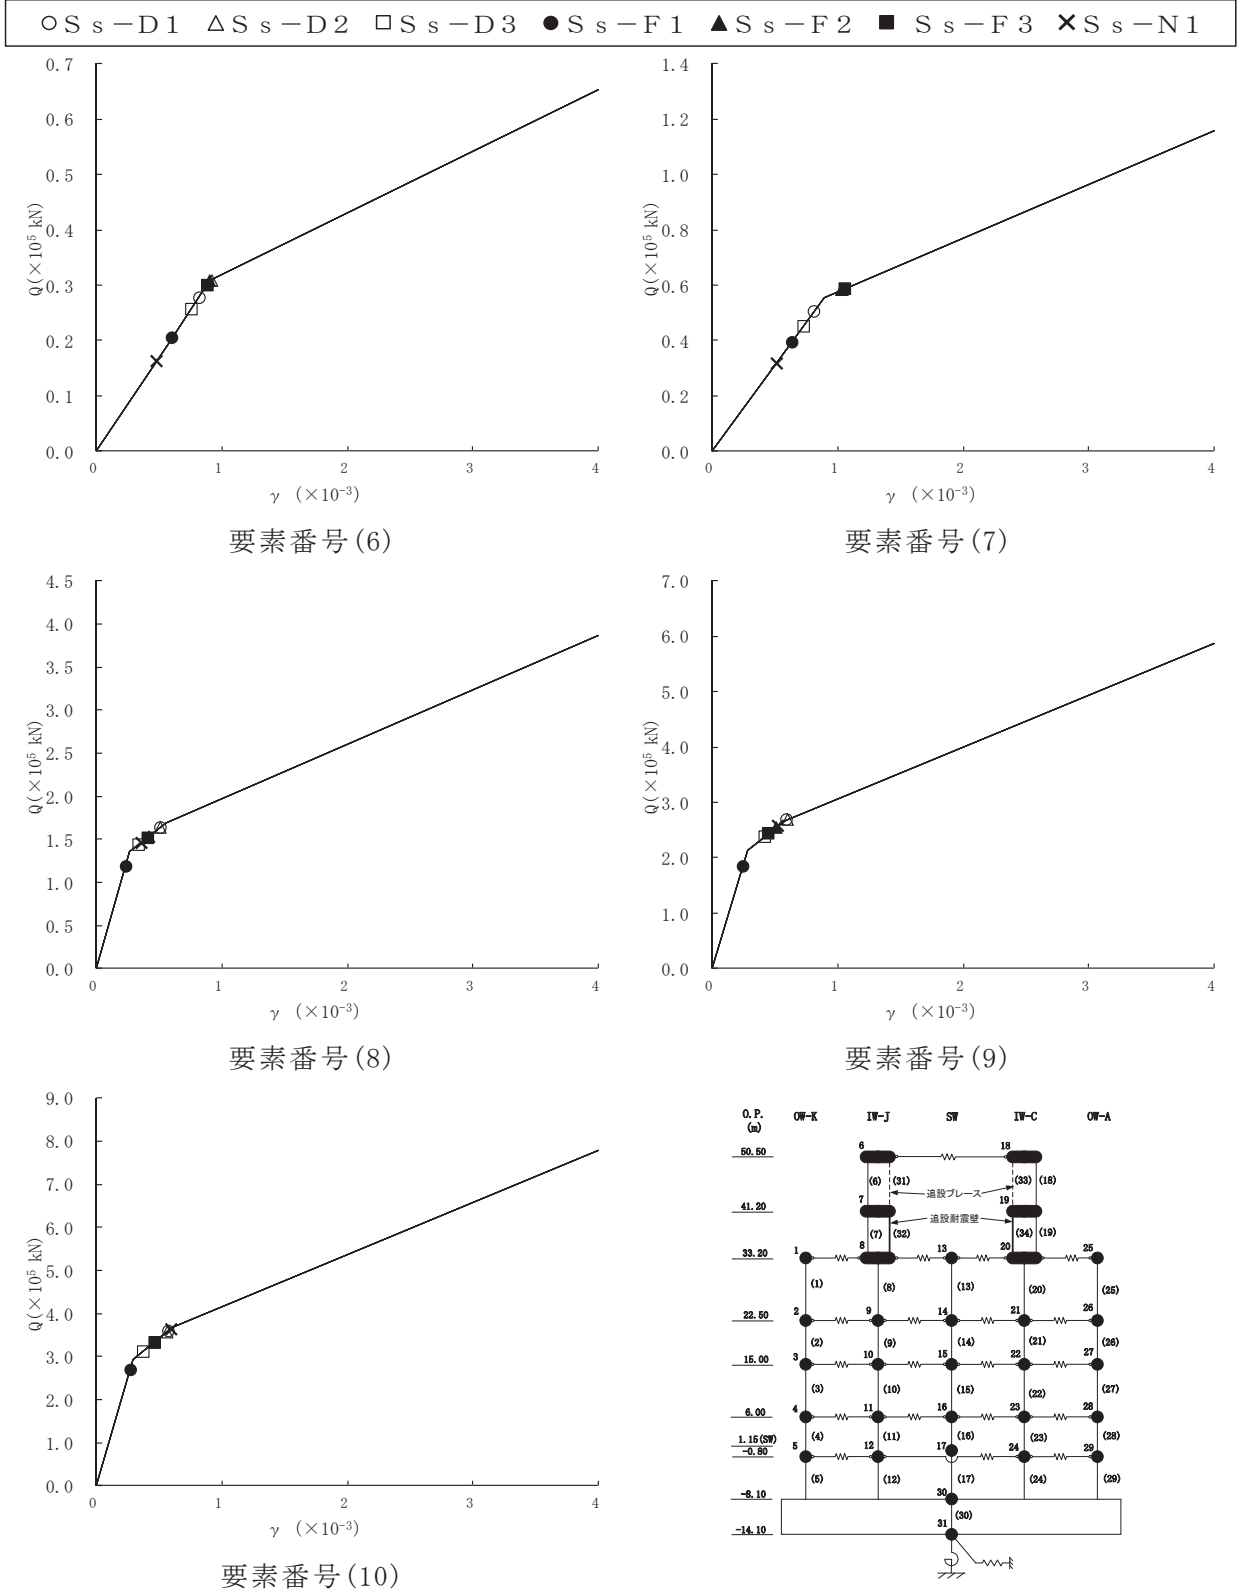 ○Ｓｓ－Ｄ１ △Ｓｓ－Ｄ２ □Ｓｓ－Ｄ３ ●Ｓｓ－Ｆ１ ▲Ｓｓ－Ｆ２ ■ Ｓｓ－Ｆ３ ×Ｓｓ－Ｎ１
0.7
0.6
0.5
0.4
0.3
0.2
0.1
0.0
Q(×10⁵ kN)
0 1 2 3 4
γ (×10⁻³)
要素番号(6)
1.4
1.2
1.0
0.8
0.6
0.4
0.2
0.0
Q(×10⁵ kN)
0 1 2 3 4
γ (×10⁻³)
要素番号(7)
4.5
4.0
3.5
3.0
2.5
2.0
1.5
1.0
0.5
0.0
Q(×10⁵ kN)
0 1 2 3 4
γ (×10⁻³)
要素番号(8)
7.0
6.0
5.0
4.0
3.0
2.0
1.0
0.0
Q(×10⁵ kN)
0 1 2 3 4
γ (×10⁻³)
要素番号(9)
9.0
8.0
7.0
6.0
5.0
4.0
3.0
2.0
1.0
0.0
Q(×10⁵ kN)
0 1 2 3 4
γ (×10⁻³)
要素番号(10)
O.P. OW-K IW-J SW IW-C OW-A
(m)
50.50 6 18
(6) (31) (33) (18)
追設ブレース
41.20 7 19
追設耐震壁
(7) (32) (34) (19)
33.20 1 8 13 20 25
(1) (8) (13) (20) (25)
22.50 2 9 14 21 26
(2) (9) (14) (21) (26)
15.00 3 10 15 22 27
(3) (10) (15) (22) (27)
6.00 4 11 16 23 28
(4) (11) (16) (23) (28)
1.15(SW) 17
-0.80 5 12 24 29
(5) (12) (17) (24) (29)
-8.10 30
(30)
-14.10 31